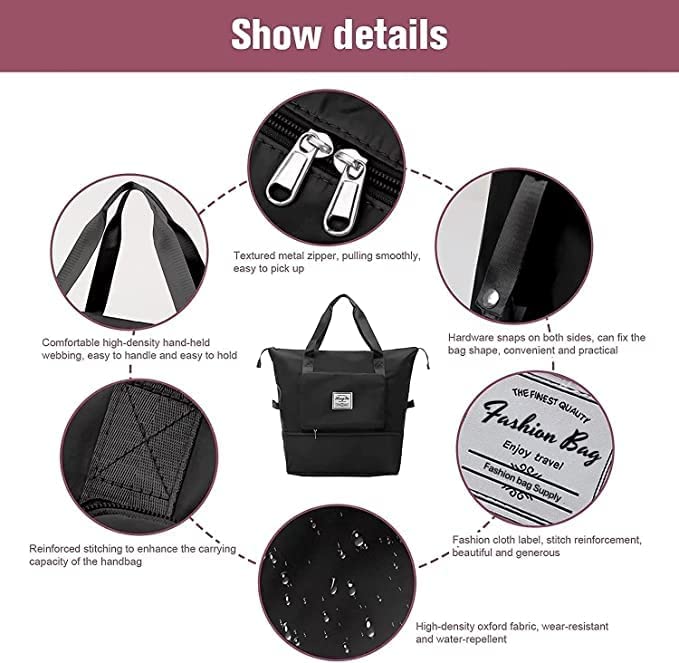 Show details
Textured metal zipper, pulling smoothly,
easy to pick up
Comfortable high-density hand-held
webbing, easy to handle and easy to hold
Hardware snaps on both sides, can fix the
bag shape, convenient and practical
THE FINEST QUALITY
Fashion Bag
Enjoy travel
Fashion bag Supply
Reinforced stitching to enhance the carrying
capacity of the handbag
Fashion cloth label, stitch reinforcement,
beautiful and generous
High-density oxford fabric, wear-resistant
and water-repellent